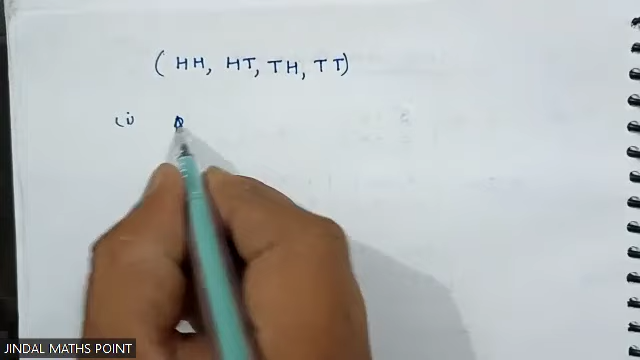 (HH, HT, TH, TT)
(i)
JINDAL MATHS POINT